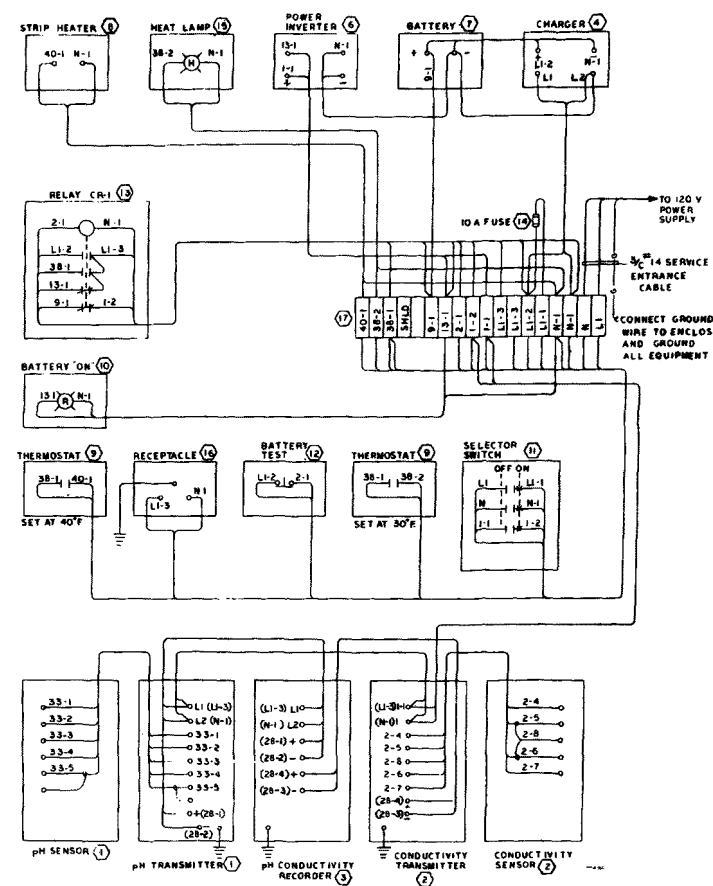 STRIP HEATER 8
40-1 N-1
HEAT LAMP 15
38-2 N-1
H
POWER
INVERTER 6
13-1 N-1
1-1
+ -
BATTERY 7
+ -
9-1
CHARGER 4
+ -
L1-2 N-1
L1 L2
RELAY CR-1 13
2-1 N-1
L1-2 L1-3
38-1
13-1
9-1 1-2
10 A FUSE 14
TO 120 V
POWER
SUPPLY
3/C #14 SERVICE
ENTRANCE
CABLE
17
40-1
38-2
38-1
SHLD
9-1
13-1
2-1
1-2
1-1
L1-3
L1-3
L1-2
L1-1
N-1
N-1
N
L1
CONNECT GROUND
WIRE TO ENCLOS
AND GROUND
ALL EQUIPMENT
BATTERY "ON" 10
13-1 R N-1
THERMOSTAT 9
38-1 40-1
SET AT 40°F
RECEPTACLE 16
L1-3 N-1
BATTERY
TEST 12
L1-2 2-1
THERMOSTAT 9
38-1 38-2
SET AT 30°F.
SELECTOR
SWITCH 31
OFF ON
L1 L1-1
N N-1
1-1 1-2
33-1
33-2
33-3
33-4
33-5
pH SENSOR 1
L1 (L1-3)
L2 (N-1)
33-1
33-2
33-3
33-4
33-5
+(28-1)
(28-2)
pH TRANSMITTER 1
(L1-3) L1
(N-1) L2
(28-1) +
(28-2) -
(28-4) +
(28-3) -
pH CONDUCTIVITY
RECORDER 3
(L1-3)
(N-1)
2-4
2-5
2-8
2-6
2-7
(28-4)
(28-3)
CONDUCTIVITY
TRANSMITTER
2
2-4
2-5
2-8
2-6
2-7
CONDUCTIVITY
SENSOR 2